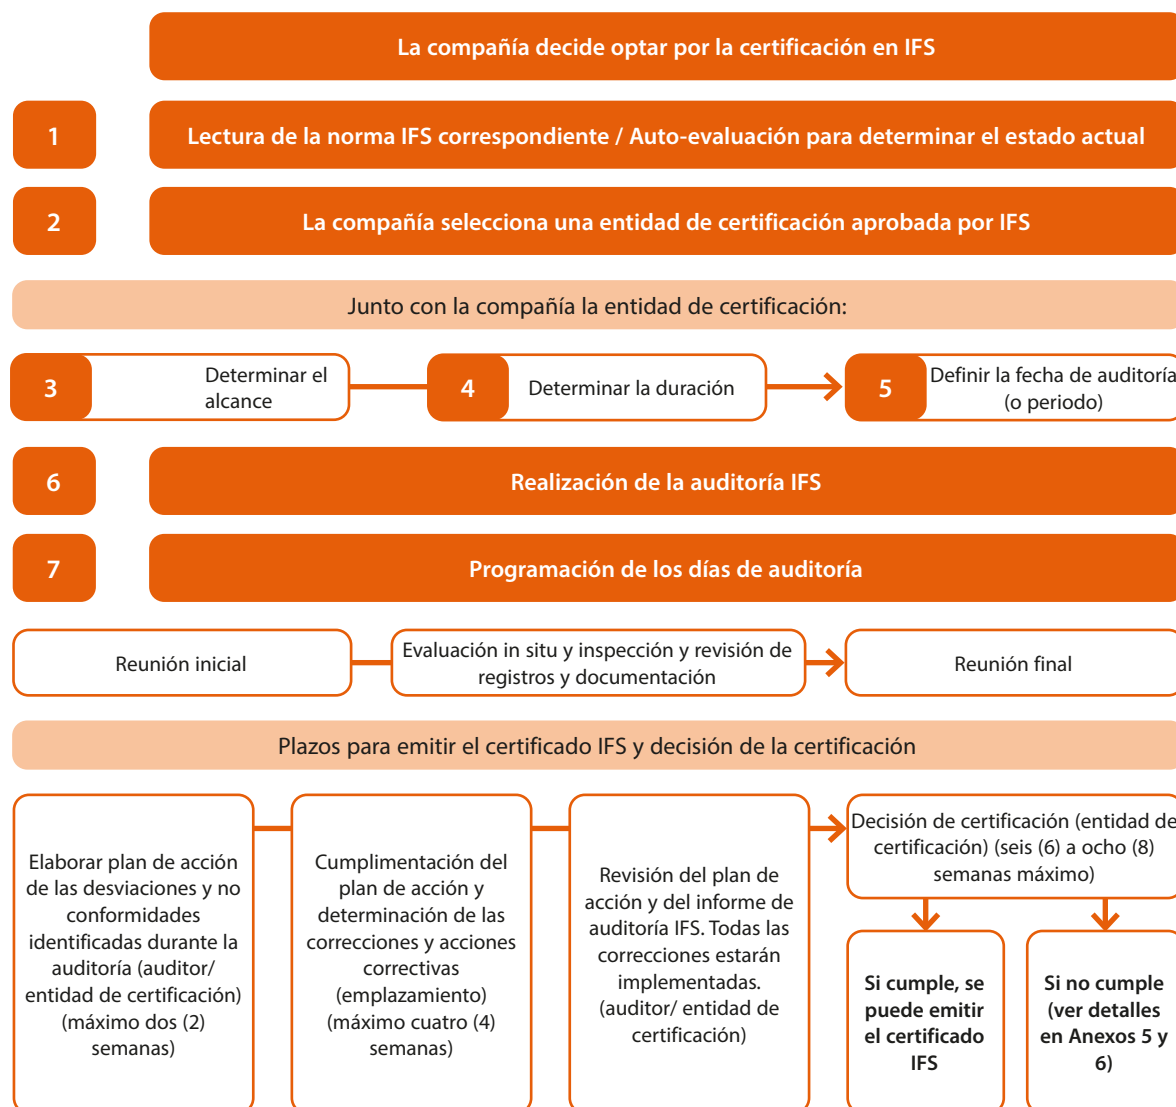 La compañía decide optar por la certificación en IFS
1
Lectura de la norma IFS correspondiente / Auto-evaluación para determinar el estado actual
2
La compañía selecciona una entidad de certificación aprobada por IFS
Junto con la compañía la entidad de certificación:
3
Determinar el
alcance
4
Determinar la duración
5
Definir la fecha de auditoría
(o periodo)
6
Realización de la auditoría IFS
7
Programación de los días de auditoría
Reunión inicial
Evaluación in situ y inspección y revisión de
registros y documentación
Reunión final
Plazos para emitir el certificado IFS y decisión de la certificación
Elaborar plan de acción
de las desviaciones y no
conformidades
identificadas durante la
auditoría (auditor/
entidad de certificación)
(máximo dos (2)
semanas)
Cumplimentación del
plan de acción y
determinación de las
correcciones y acciones
correctivas
(emplazamiento)
(máximo cuatro (4)
semanas)
Revisión del plan de
acción y del informe de
auditoría IFS. Todas las
correcciones estarán
implementadas.
(auditor/ entidad de
certificación)
Decisión de certificación (entidad de
certificación) (seis (6) a ocho (8)
semanas máximo)
Si cumple, se
puede emitir
el certificado
IFS
Si no cumple
(ver detalles
en Anexos 5 y
6)